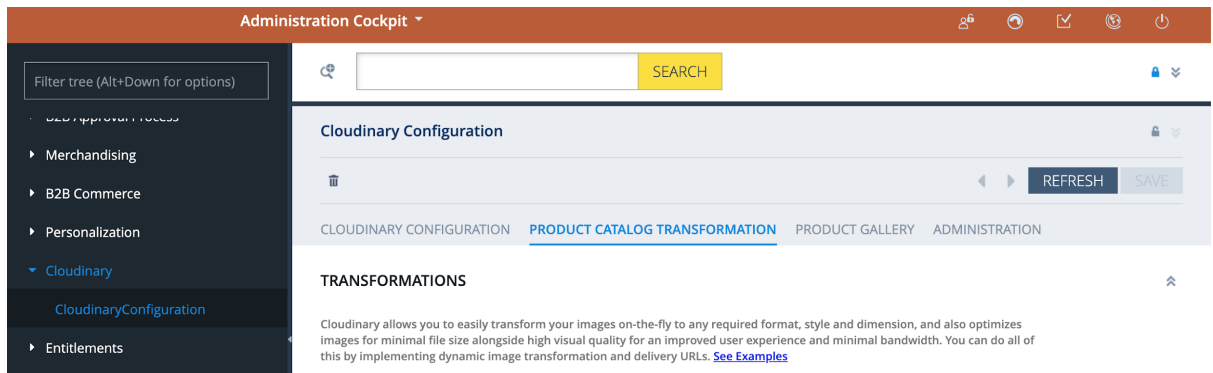 Administration Cockpit
Filter tree (Alt+Down for options)
SEARCH
B2B Approval Process
Merchandising
B2B Commerce
Personalization
Cloudinary
CloudinaryConfiguration
Entitlements
Cloudinary Configuration
REFRESH SAVE
CLOUDINARY CONFIGURATION PRODUCT CATALOG TRANSFORMATION PRODUCT GALLERY ADMINISTRATION
TRANSFORMATIONS
Cloudinary allows you to easily transform your images on-the-fly to any required format, style and dimension, and also optimizes
images for minimal file size alongside high visual quality for an improved user experience and minimal bandwidth. You can do all of
this by implementing dynamic image transformation and delivery URLs. See Examples